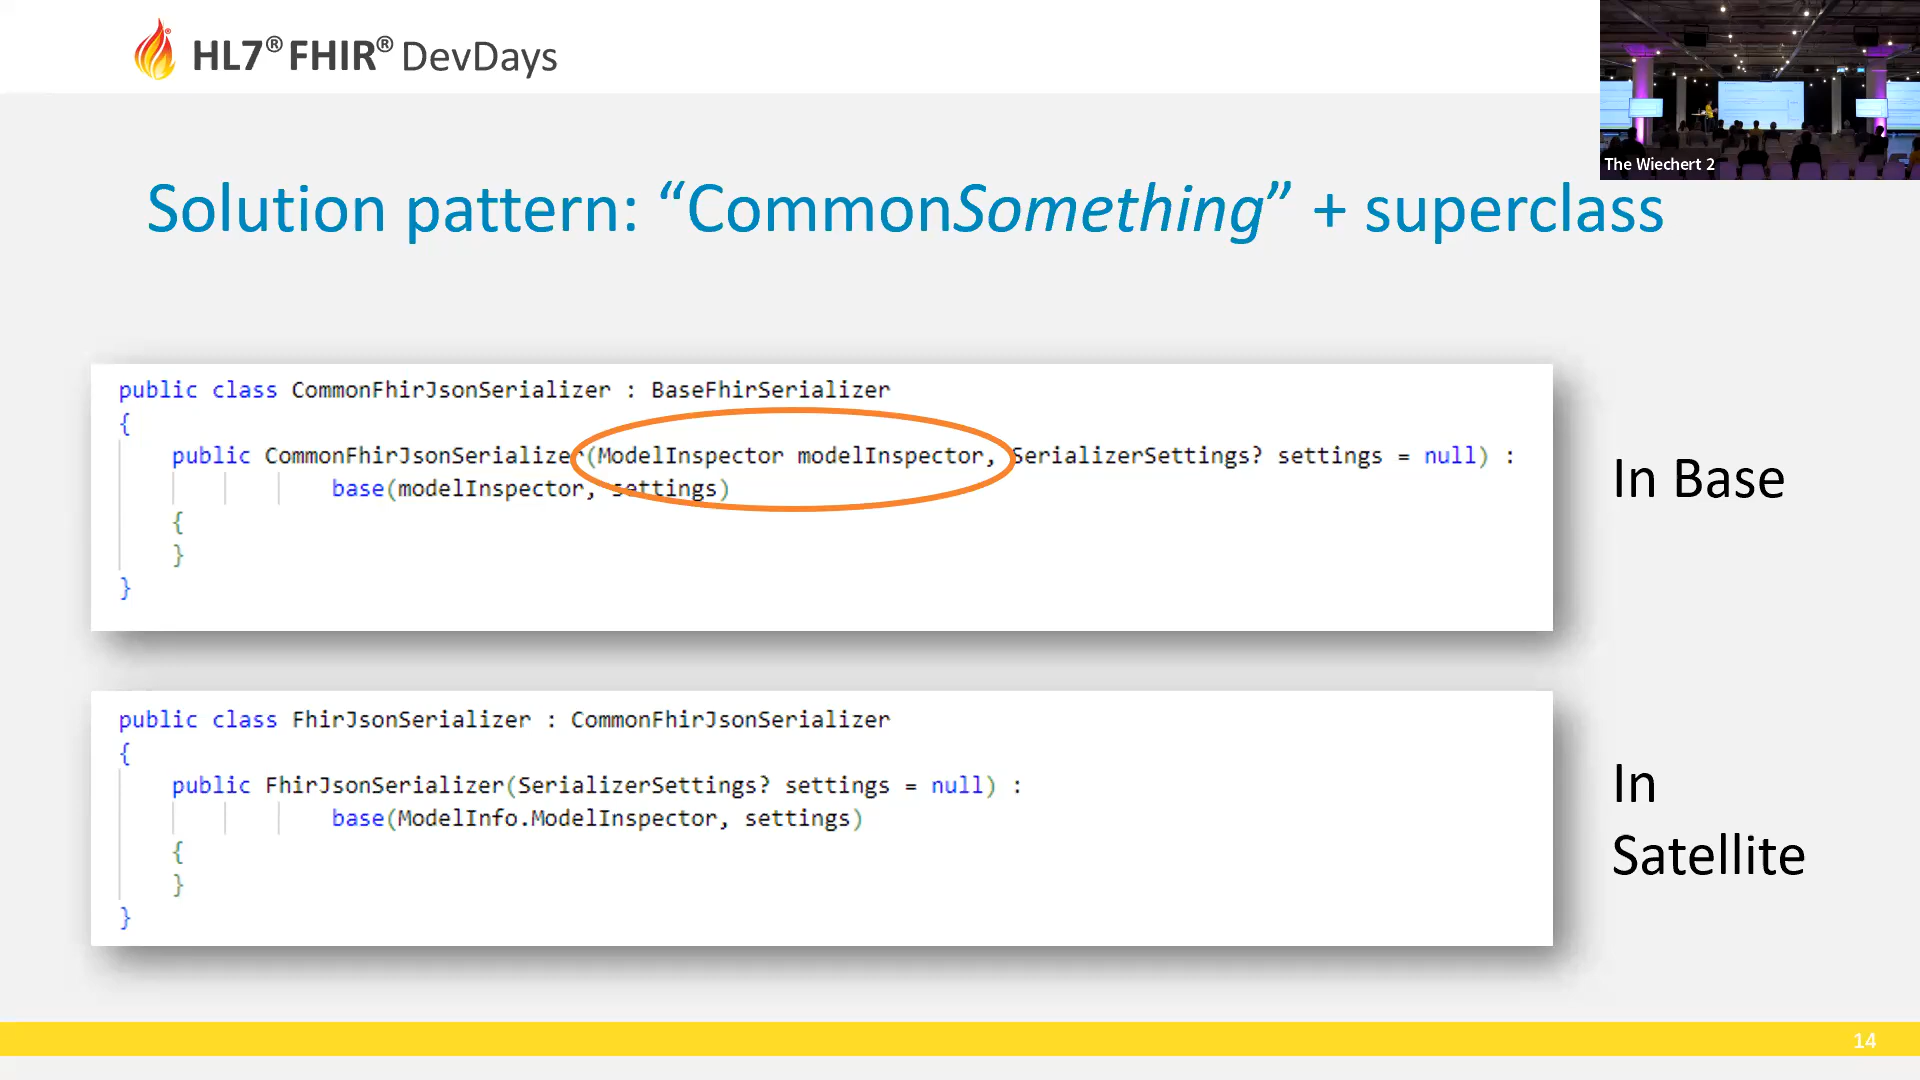 HL7® FHIR® DevDays
The Wiechert 2
Solution pattern: “CommonSomething” + superclass
public class CommonFhirJsonSerializer : BaseFhirSerializer
{
public CommonFhirJsonSerializer(ModelInspector modelInspector, SerializerSettings? settings = null) :
base(modelInspector, settings)
{
}
}
In Base
public class FhirJsonSerializer : CommonFhirJsonSerializer
{
public FhirJsonSerializer(SerializerSettings? settings = null) :
base(ModelInfo.ModelInspector, settings)
{
}
}
In
Satellite
14